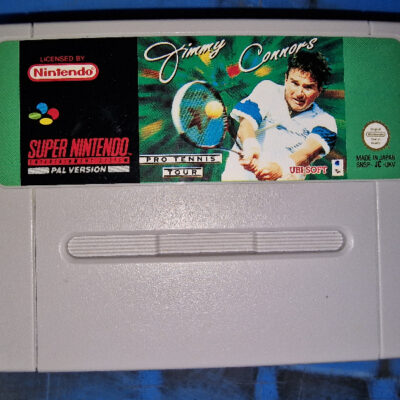 LICENSED BY
Nintendo
Jimmy Connors
SUPER NINTENDO
ENTERTAINMENT SYSTEM
PAL VERSION
PRO TENNIS
TOUR
UBI SOFT
MADE IN JAPAN
SNSP-JC-UKV